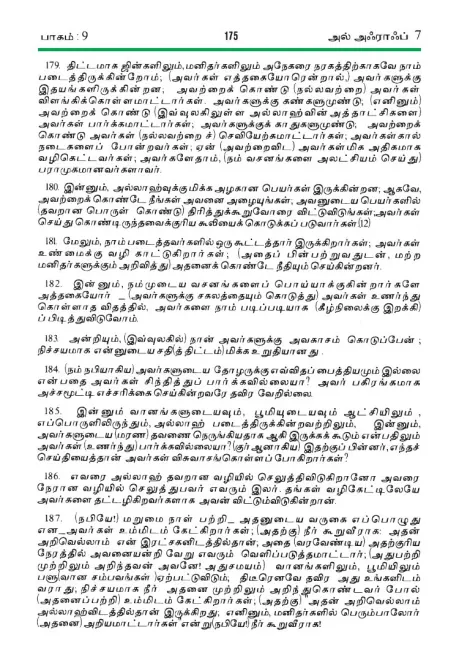 பாகம் : 9 175 அல் அஃராஃப் 7
179. திட்டமாக ஜின்களிலும்,மனிதர்களிலும் அநேகரை நரகத்திற்காகவே நாம்
படைத்திருக்கின்றோம்; (அவர்கள் எத்தகையோரென்றால்,) அவர்களுக்கு
இதயங்களிருக்கின்றன; அவற்றைக் கொண்டு (நல்லவற்றை) அவர்கள்
விளங்கிக்கொள்ளமாட்டார்கள். அவர்களுக்கு கண்களுமுண்டு; (எனினும்)
அவற்றைக் கொண்டு (இவ்வுலகிலுள்ள அல்லாஹ்வின் அத்தாட்சிகளை)
அவர்கள் பார்க்கமாட்டார்கள்; அவர்களுக்குக் காதுகளுமுண்டு, அவற்றைக்
கொண்டு அவர்கள் (நல்லவற்றை ச்) செவியேற்கமாட்டார்கள்; அவர்கள்கால்
நடைகளைப் போன்றவர்கள்; ஏன் (அவற்றைவிட) அவர்கள்மிக அதிகமாக
வழிகெட்டவர்கள்; அவர்களேதாம், (நம் வசனங்களை அலட்சியம் செய்து)
பராமுகமானவர்களாவர்.
180. இன்னும், அல்லாஹ்வுக்குமிக்க அழகான பெயர்கள் இருக்கின்றன; ஆகவே,
அவற்றைக்கொண்டே நீங்கள் அவனை அழையுங்கள்; அவனுடைய பெயர்களில்
(தவறான பொருள் கொண்டு) திரித்துக்கூறுவோரை விட்டுவிடுங்கள்;அவர்கள்
செய்து கொண்டிருந்தவைக்குரிய கூலியைக் கொடுக்கப் படுவார்கள்(12)
181. மேலும், நாம்படைத்தவர்களில் ஒரு கூட்டத்தார் இருக்கிறார்கள்; அவர்கள்
உண்மைக்கு வழி காட்டுகிறார்கள்; (அதைப் பின்பற்றுவதுடன், மற்ற
மனிதர்களுக்கும் அறிவித்து) அதனைக் கொண்டே நீதியும் செய்கின்றனர்.
182. இன்னும், நம்முடைய வசனங்களைப் பொய்யாக்குகின்றார்களே
அத்தகையோர் _ (அவர்களுக்கு சகலத்தையும் கொடுத்து) அவர்கள் உணர்ந்து
கொள்ளாத விதத்தில், அவர்களை நாம் படிப்படியாக (கீழ்நிலைக்கு இறக்கி)
ப்பிடித்துவிடுவோம்.
183. அன்றியும், (இவ்வுலகில்) நான் அவர்களுக்கு அவகாசம் கொடுப்பேன் ;
நிச்சயமாக என்னுடைய சதி(த்திட்டம்) மிக்க உறுதியானது .
184. (நம் நபியாகிய) அவர்களுடைய தோழருக்கு எவ்விதப் பைத்தியமும் இல்லை
என்பதை அவர்கள் சிந்தித்துப் பார்க்கவில்லையா? அவர் பகிரங்கமாக
அச்சமூட்டி எச்சரிக்கை செய்கின்றவரே தவிர வேறில்லை.
185. இன்னும் வானங்களுடையவும், பூமியுடையவும் ஆட்சியிலும் ,
எப்பொருளிலிருந்தும், அல்லாஹ் படைத்திருக்கின்றவற்றிலும், இன்னும்,
அவர்களுடைய (மரண) தவணை நெருங்கியதாக ஆகி இருக்கக் கூடும் என்பதிலும்
அவர்கள் (உணர்ந்து) பார்க்கவில்லையா? (குர்ஆனாகிய) இதற்குப்பின்னர், எந்தச்
செய்தியைத்தான் அவர்கள் விசுவாசங்கொள்ளப்போகிறார்கள்?
186. எவரை அல்லாஹ் தவறான வழியில் செலுத்திவிடுகிறானோ அவரை
நேரான வழியில் செலுத்துபவர் எவரும் இலர். தங்கள் வழிகேட்டிலேயே
அவர்களை தட்டழிகிறவர்களாக அவன் விட்டும்விடுகின்றான்.
187. (நபியே!) மறுமை நாள் பற்றி_ அதனுடைய வருகை எப்பொழுது
என_அவர்கள் உம்மிடம் கேட்கிறார்கள்; (அதற்கு) நீர் கூறுவீராக: அதன்
அறிவெல்லாம் என் இரட்சகனிடத்தில்தான்; அதை (வரவேண்டிய) அதற்குரிய
நேரத்தில் அவனையன்றி வேறு எவரும் வெளிப்படுத்தமாட்டார்; (அதுபற்றி
முற்றிலும் அறிந்தவன் அவனே! அதுசமயம்) வானங்களிலும், பூமியிலும்
பளுவான சம்பவங்கள் (ஏற்பட்டுவிடும்; திடீரெனவே தவிர அது உங்களிடம்
வராது; நிச்சயமாக நீர் அதனை முற்றிலும் அறிந்துகொண்டவர் போல்
(அதனைப்பற்றி) உம்மிடம் கேட்கிறார்கள்; (அதற்கு) "அதன் அறிவெல்லாம்
அல்லாஹ்விடத்தில்தான் இருக்கிறது; எனினும், மனிதர்களில் பெரும்பாலோர்
(அதனை) அறியமாட்டார்கள் என்று (நபியே!) நீர் கூறுவீராக!